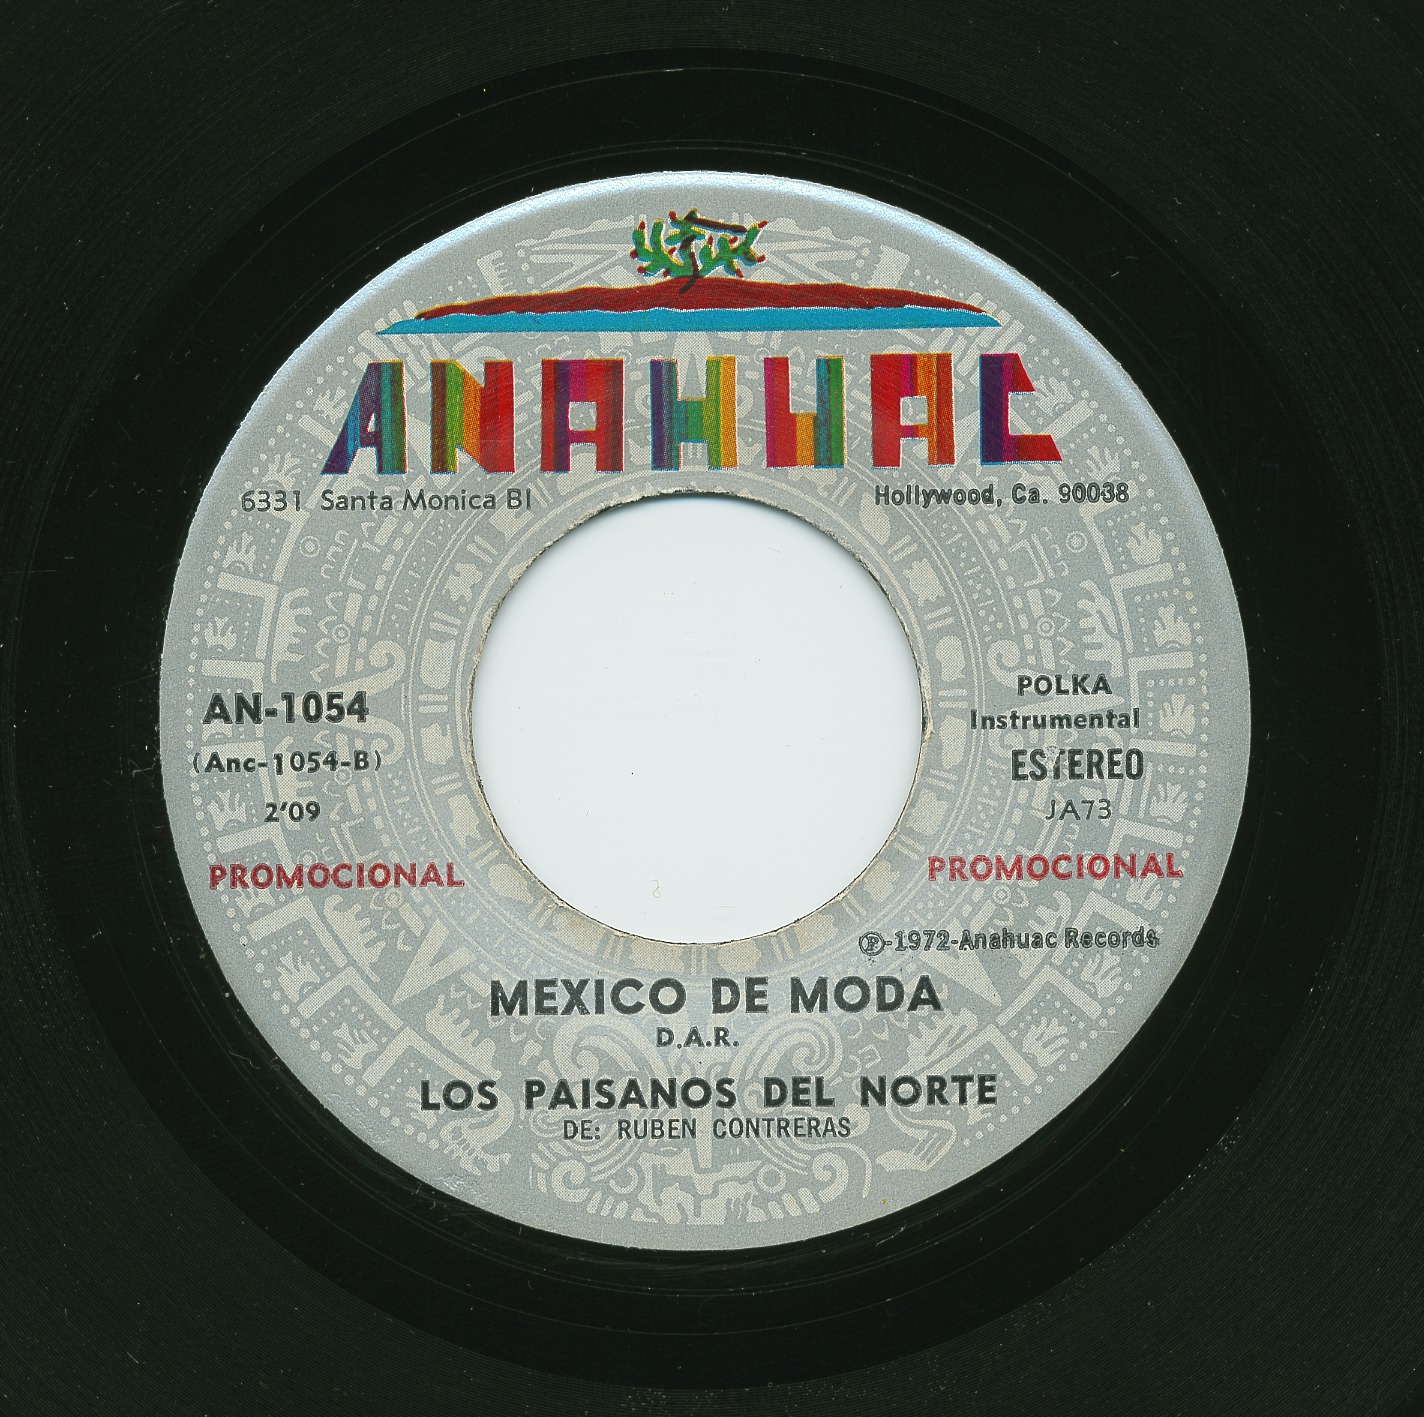 ANAHUAC
6331 Santa Monica Bl
Hollywood, Ca. 90038
AN-1054
(Anc-1054-B)
2'09
PROMOCIONAL
POLKA
Instrumental
ESTEREO
JA73
PROMOCIONAL
Ⓟ-1972-Anahuac Records
MEXICO DE MODA
D.A.R.
LOS PAISANOS DEL NORTE
DE: RUBEN CONTRERAS